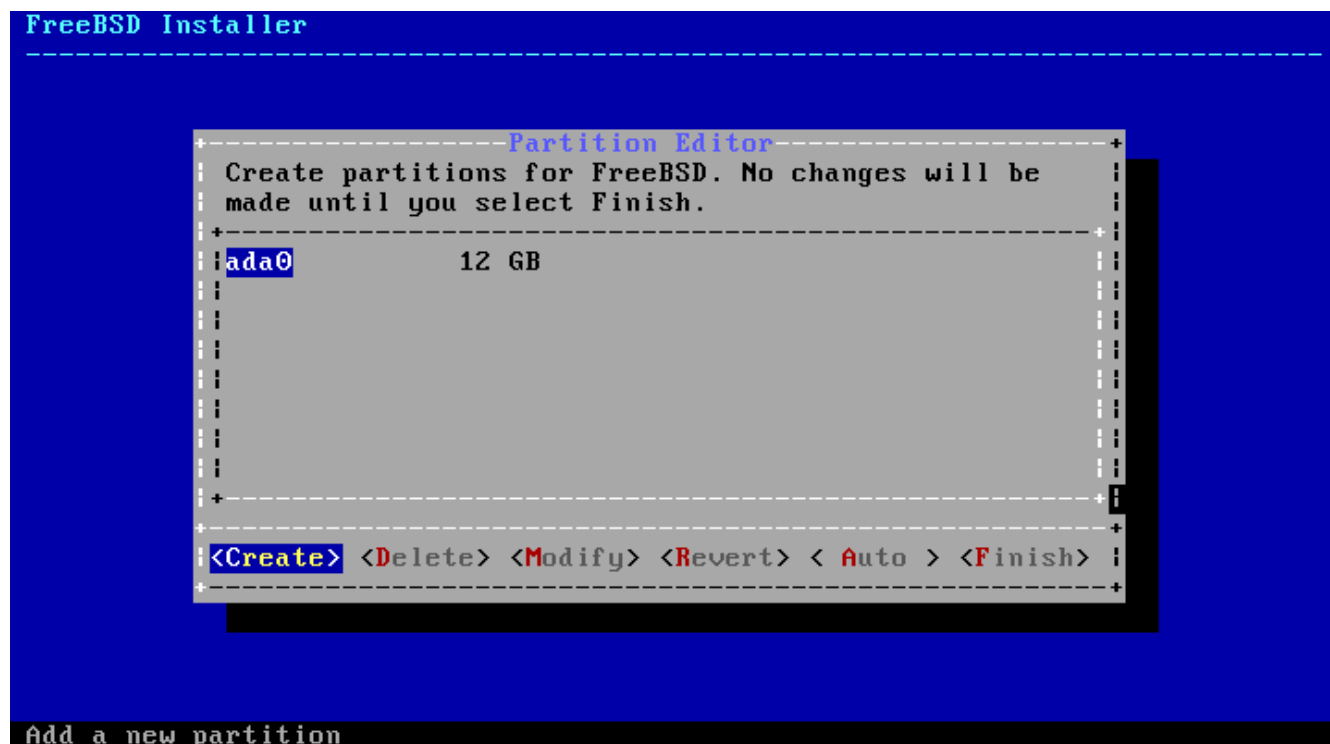 FreeBSD Installer
Partition Editor
Create partitions for FreeBSD. No changes will be
made until you select Finish.
ada0 12 GB
<Create> <Delete> <Modify> <Revert> < Auto > <Finish>
Add a new partition